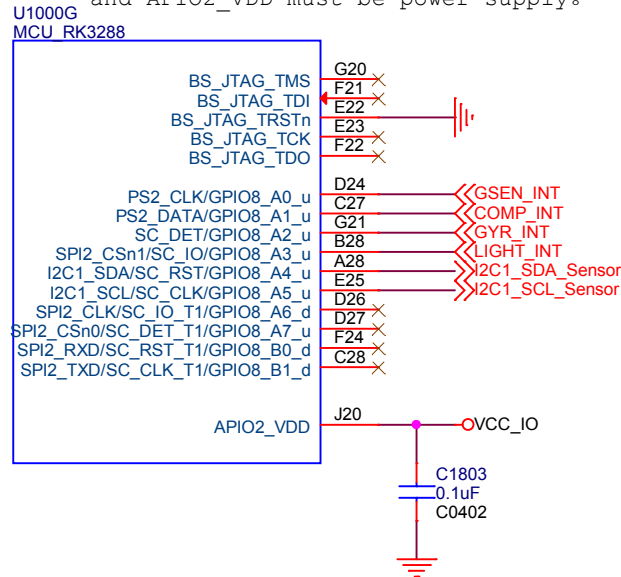 and APIO2_VDD must be power supply.
U1000G
MCU_RK3288
BS_JTAG_TMS G20
BS_JTAG_TDI F21
BS_JTAG_TRSTn E22
BS_JTAG_TCK E23
BS_JTAG_TDO F22
PS2_CLK/GPIO8_A0_u D24 GSEN_INT
PS2_DATA/GPIO8_A1_u C27 COMP_INT
SC_DET/GPIO8_A2_u G21 GYR_INT
SPI2_CSn1/SC_IO/GPIO8_A3_u B28 LIGHT_INT
I2C1_SDA/SC_RST/GPIO8_A4_u A28 I2C1_SDA_Sensor
I2C1_SCL/SC_CLK/GPIO8_A5_u E25 I2C1_SCL_Sensor
SPI2_CLK/SC_IO_T1/GPIO8_A6_d D26
SPI2_CSn0/SC_DET_T1/GPIO8_A7_u D27
SPI2_RXD/SC_RST_T1/GPIO8_B0_d F24
SPI2_TXD/SC_CLK_T1/GPIO8_B1_d C28
APIO2_VDD J20 VCC_IO
C1803
0.1uF
C0402